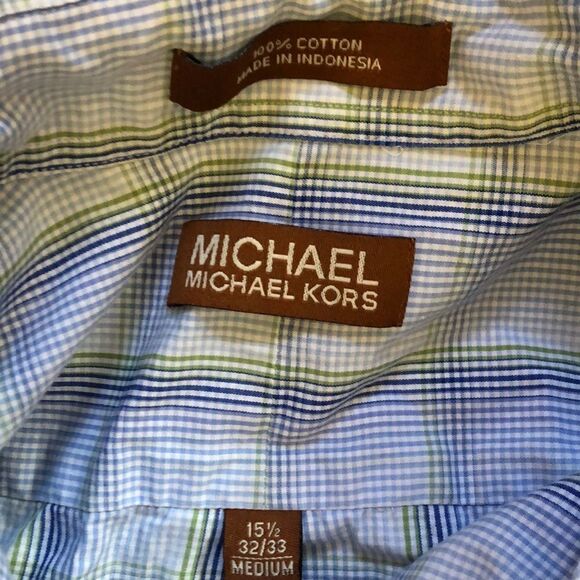 100% COTTON
MADE IN INDONESIA
MICHAEL
MICHAEL KORS
15½
32/33
MEDIUM